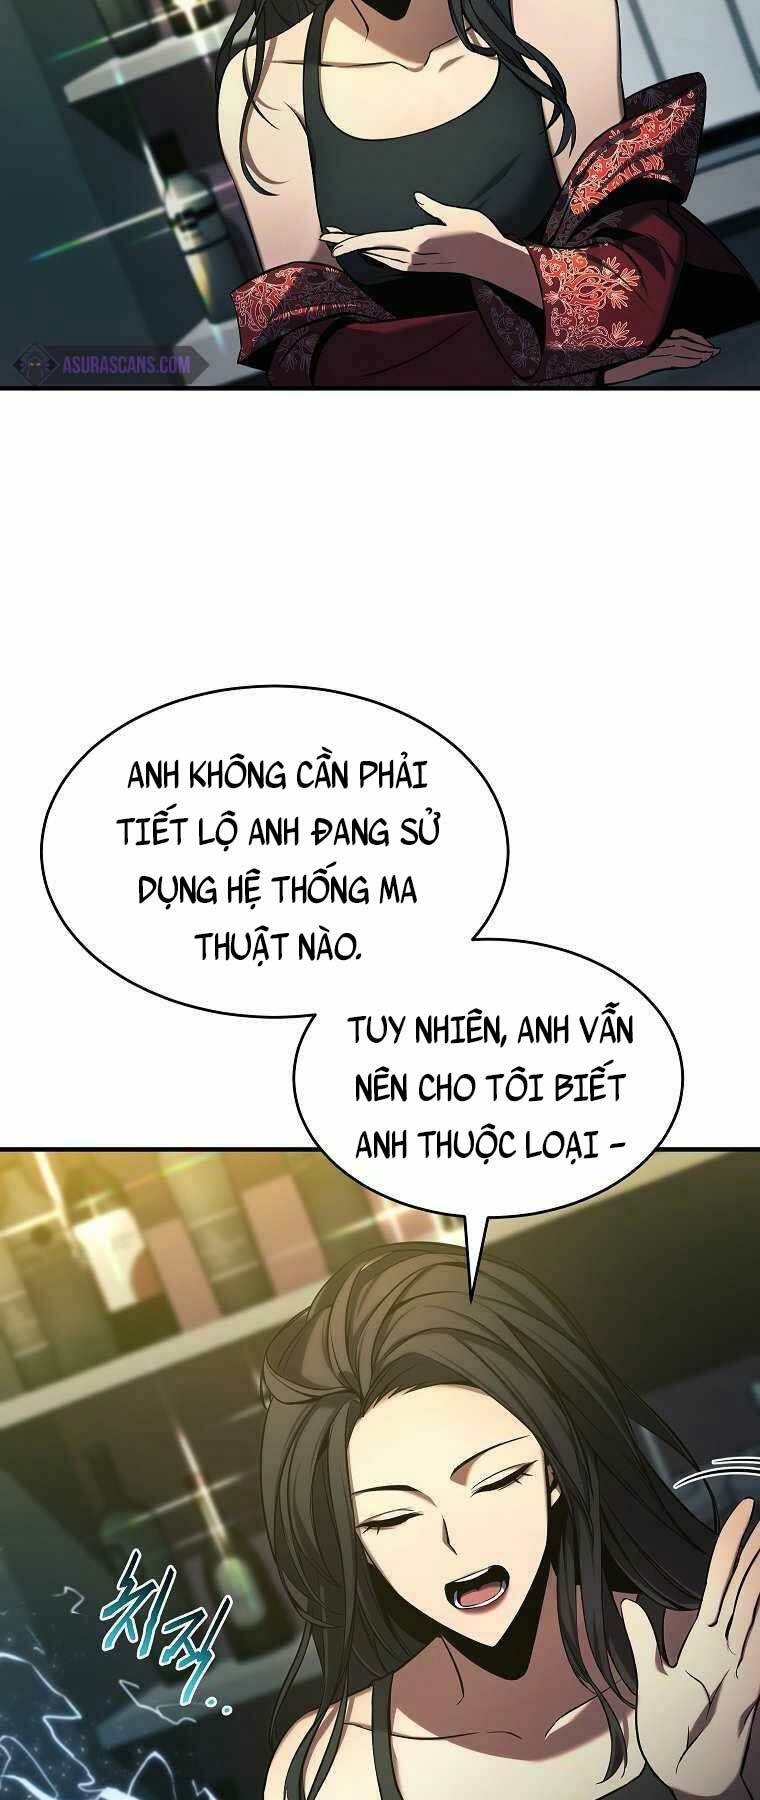 ASURASCANS.COM
ANH KHÔNG CẦN PHẢI
TIẾT LỘ ANH ĐANG SỬ
DỤNG HỆ THỐNG MA
THUẬT NÀO.
TUY NHIÊN, ANH VẪN
NÊN CHO TÔI BIẾT
ANH THUỘC LOẠI -
치직..